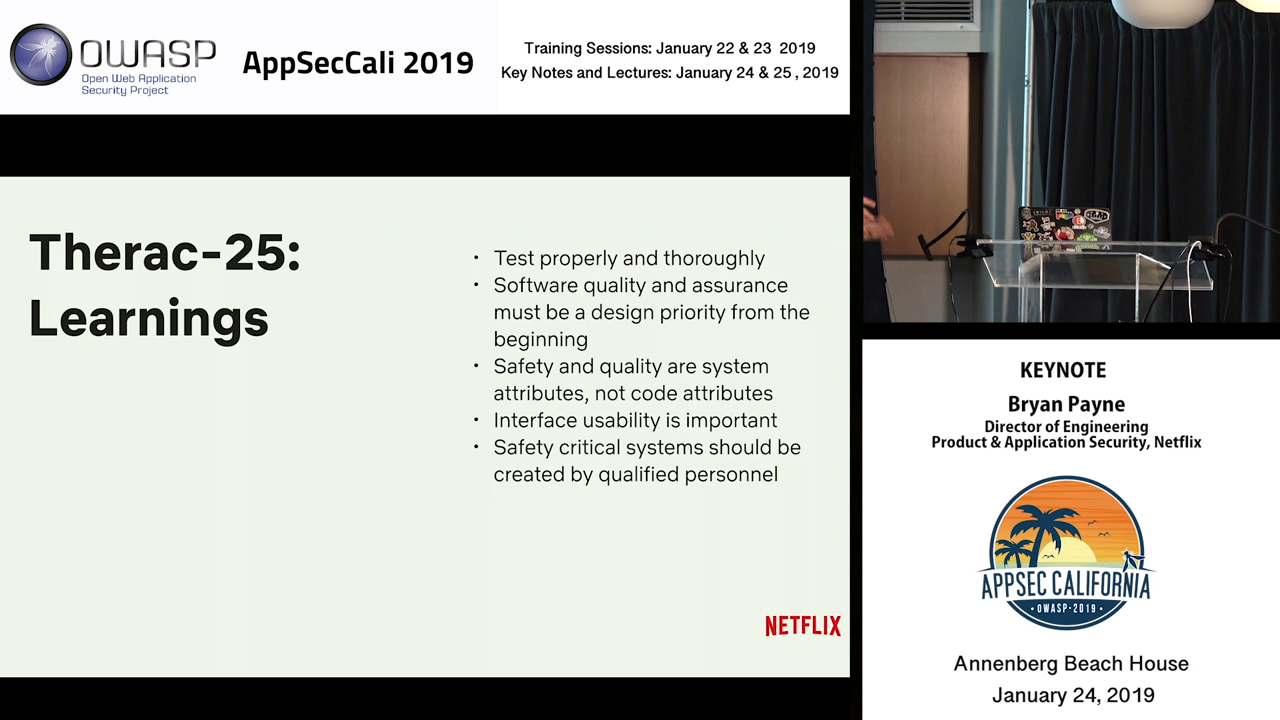 OWASP
Open Web Application
Security Project
AppSecCali 2019
Training Sessions: January 22 & 23 2019
Key Notes and Lectures: January 24 & 25 , 2019
Therac-25:
Learnings
• Test properly and thoroughly
• Software quality and assurance
must be a design priority from the
beginning
• Safety and quality are system
attributes, not code attributes
• Interface usability is important
• Safety critical systems should be
created by qualified personnel
NETFLIX
KEYNOTE
Bryan Payne
Director of Engineering
Product & Application Security, Netflix
APPSEC CALIFORNIA
• OWASP-2019 •
Annenberg Beach House
January 24, 2019